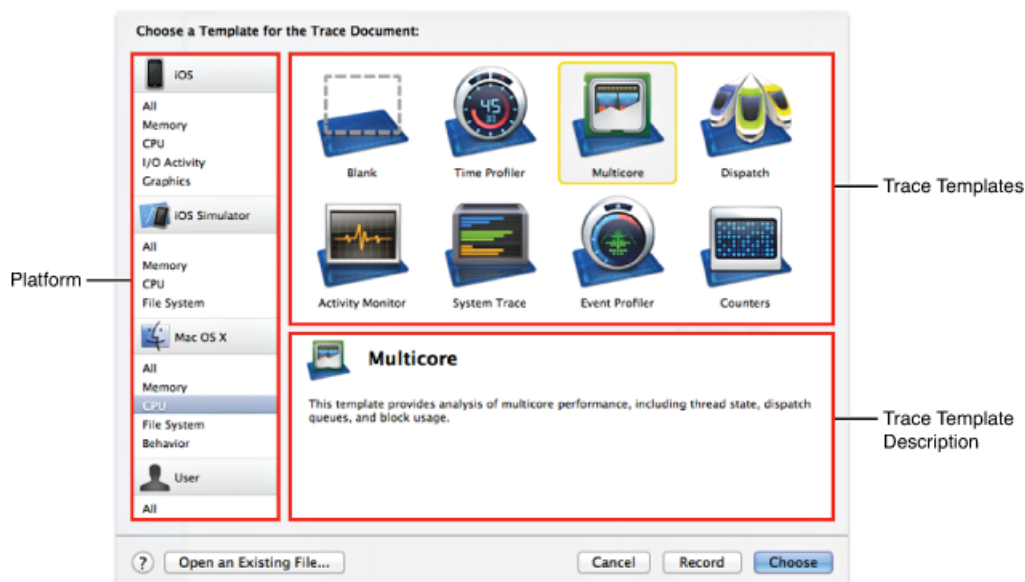 Choose a Template for the Trace Document:
Platform
iOS
All
Memory
CPU
I/O Activity
Graphics
iOS Simulator
All
Memory
CPU
File System
Mac OS X
All
Memory
CPU
File System
Behavior
User
All
Blank
Time Profiler
Multicore
Dispatch
45
Activity Monitor
System Trace
Event Profiler
Counters
Trace Templates
Multicore
This template provides analysis of multicore performance, including thread state, dispatch
queues, and block usage.
Trace Template
Description
?
Open an Existing File...
Cancel
Record
Choose